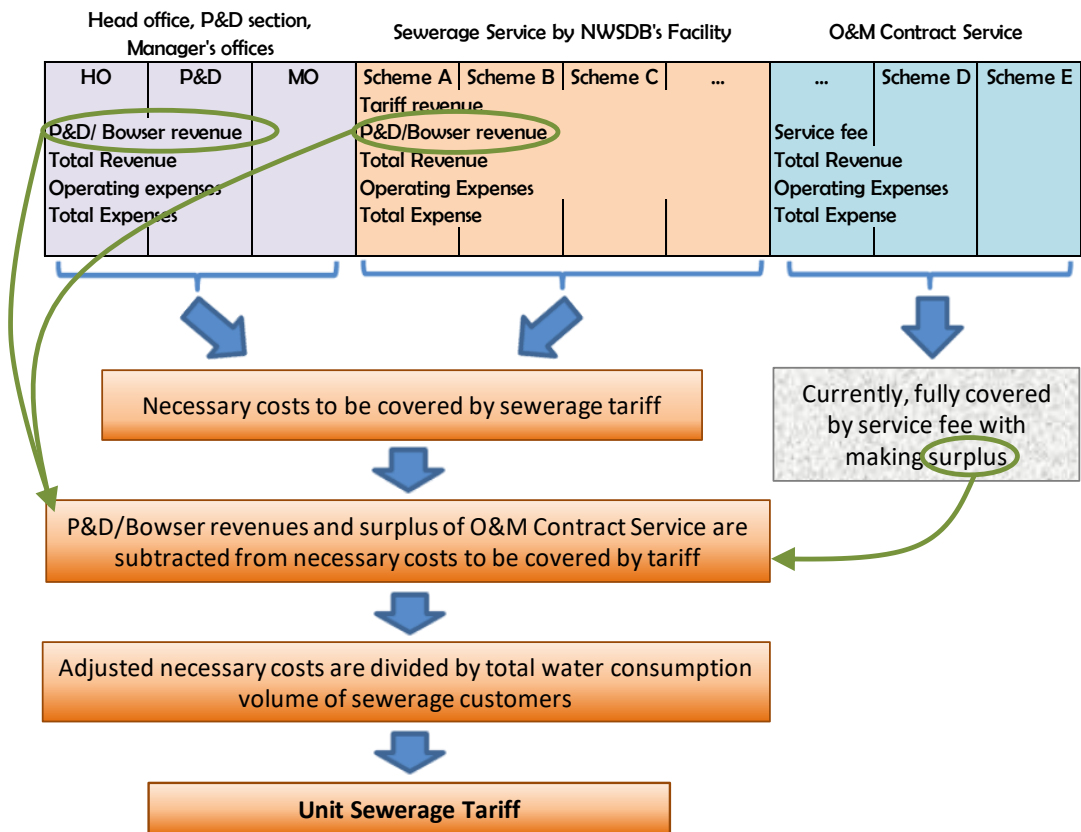 Head office, P&D section,
Manager's offices
Sewerage Service by NWSDB's Facility
O&M Contract Service
HO P&D MO Scheme A Scheme B Scheme C ... ... Scheme D Scheme E
Tariff revenue
P&D/ Bowser revenue P&D/Bowser revenue Service fee
Total Revenue Total Revenue Total Revenue
Operating expenses Operating Expenses Operating Expenses
Total Expenses Total Expense Total Expense
Necessary costs to be covered by sewerage tariff
Currently, fully covered
by service fee with
making surplus
P&D/Bowser revenues and surplus of O&M Contract Service are
subtracted from necessary costs to be covered by tariff
Adjusted necessary costs are divided by total water consumption
volume of sewerage customers
Unit Sewerage Tariff